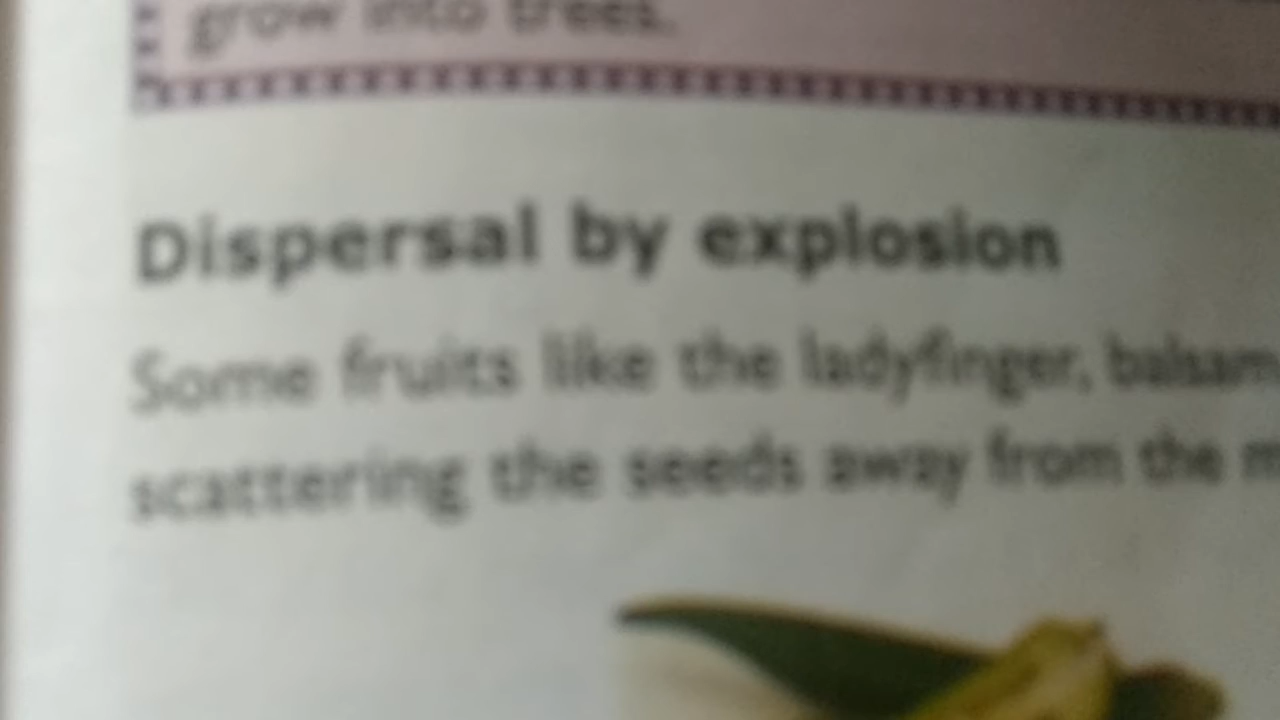 grow into trees.
Dispersal by explosion
Some fruits like the ladyfinger, balsam
scattering the seeds away from the